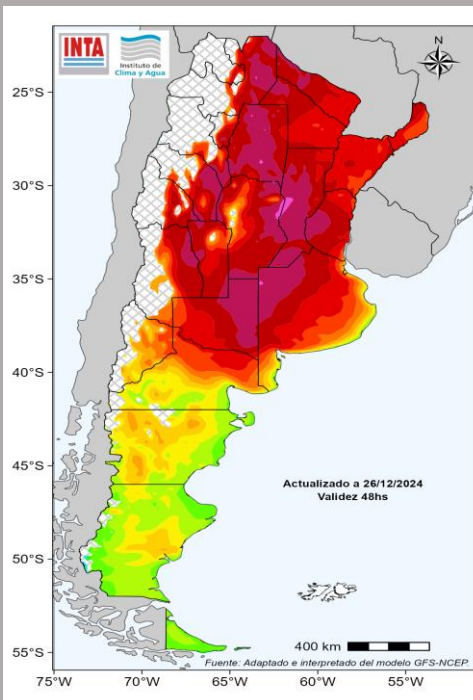 INTA
Instituto de
Clima y Agua
N
25°S
30°S
35°S
40°S
45°S
50°S
55°S
Actualizado a 26/12/2024
Validez 48hs
400 km
Fuente: Adaptado e interpretado del modelo GFS-NCEP.
75°W
70°W
65°W
60°W
55°W